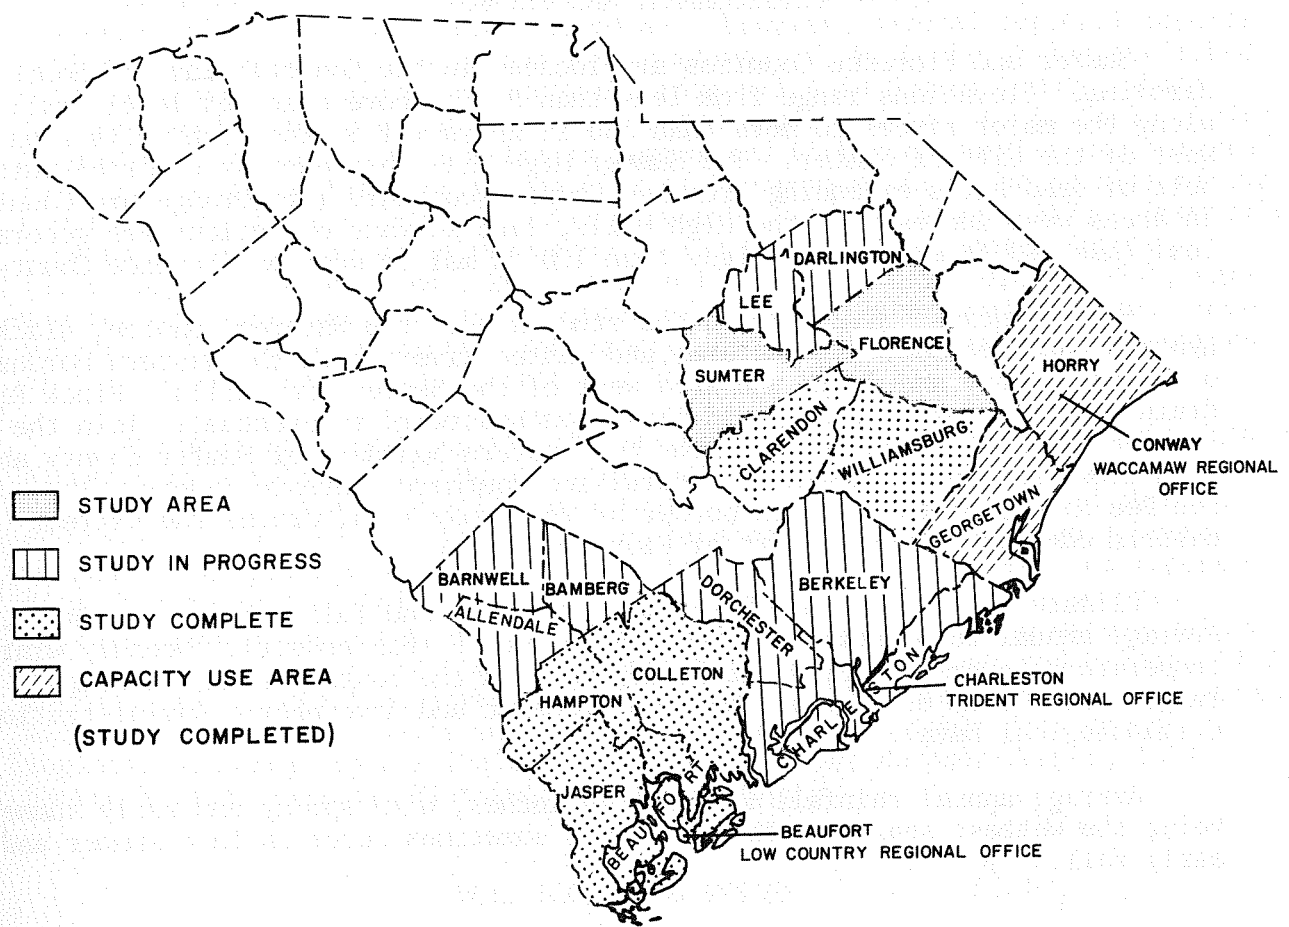 DARLINGTON
LEE
FLORENCE
SUMTER
HORRY
CLARENDON
WILLIAMSBURG
CONWAY
WACCAMAW REGIONAL
OFFICE
GEORGETOWN
STUDY AREA
STUDY IN PROGRESS
STUDY COMPLETE
CAPACITY USE AREA
(STUDY COMPLETED)
BARNWELL
BAMBERG
ALLENDALE
DORCHESTER
BERKELEY
COLLETON
HAMPTON
CHARLESTON
CHARLESTON
TRIDENT REGIONAL OFFICE
JASPER
BEAUFORT
BEAUFORT
LOW COUNTRY REGIONAL OFFICE